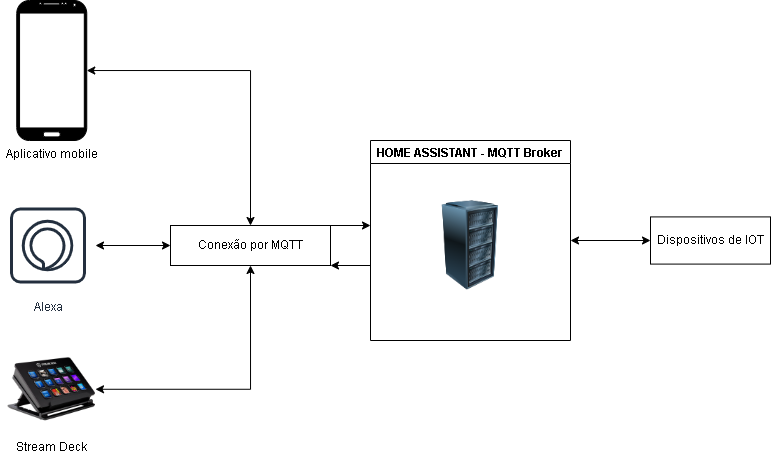 Aplicativo mobile
HOME ASSISTANT - MQTT Broker
Conexão por MQTT
Dispositivos de IOT
Alexa
Stream Deck